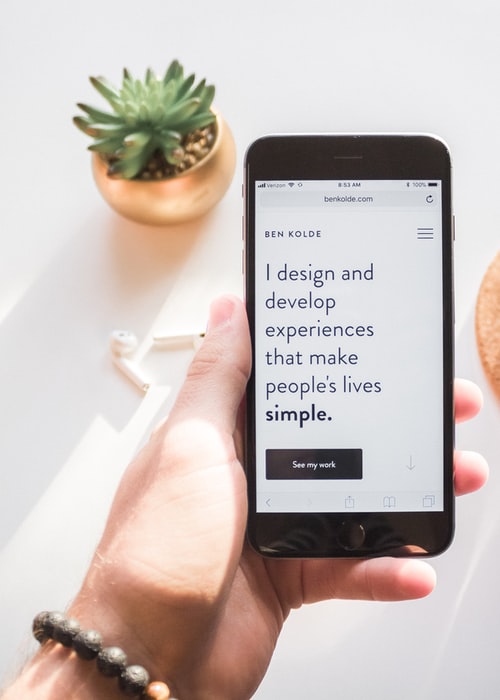 Verizon 8:53 AM 100%
benkolde.com
BEN KOLDE
I design and
develop
experiences
that make
people's lives
simple.
See my work